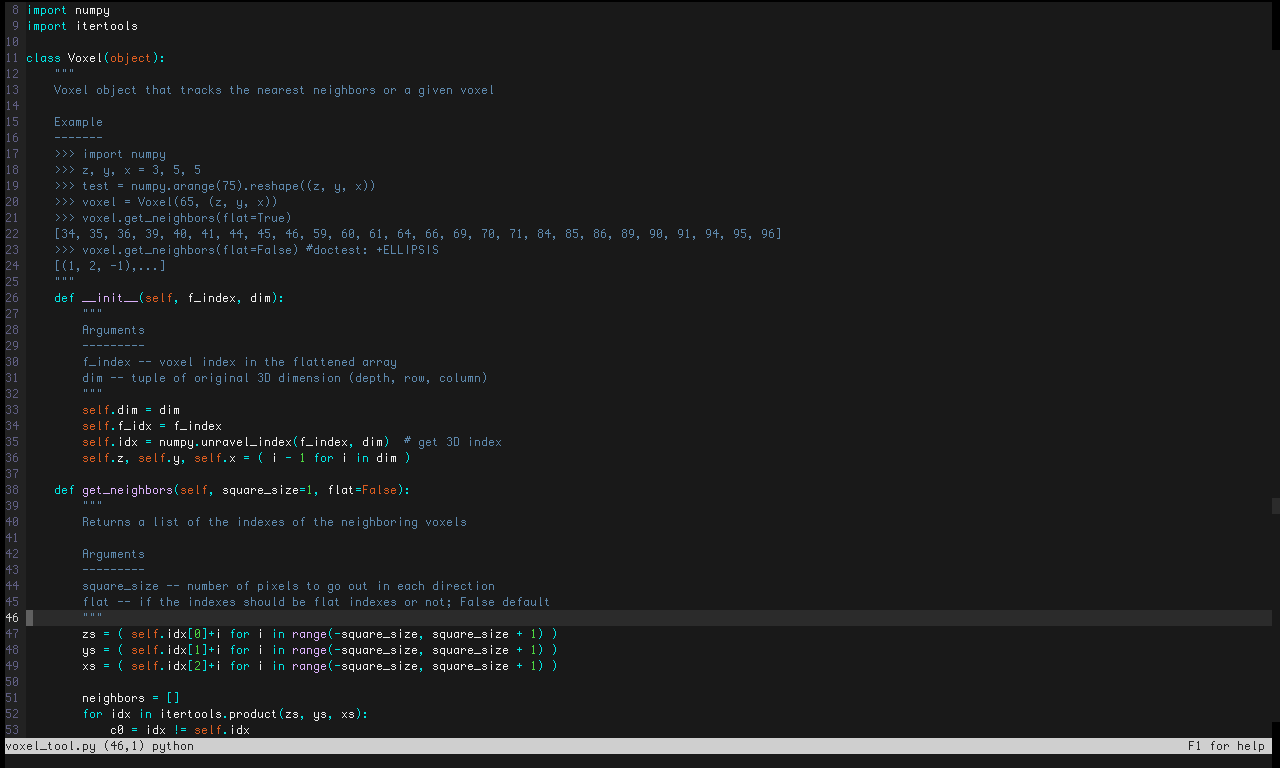 8 import numpy
9 import itertools
10
11 class Voxel(object):
12     """
13     Voxel object that tracks the nearest neighbors or a given voxel
14
15     Example
16     -------
17     >>> import numpy
18     >>> z, y, x = 3, 5, 5
19     >>> test = numpy.arange(75).reshape((z, y, x))
20     >>> voxel = Voxel(65, (z, y, x))
21     >>> voxel.get_neighbors(flat=True)
22     [34, 35, 36, 39, 40, 41, 44, 45, 46, 59, 60, 61, 64, 66, 69, 70, 71, 84, 85, 86, 89, 90, 91, 94, 95, 96]
23     >>> voxel.get_neighbors(flat=False) #doctest: +ELLIPSIS
24     [(1, 2, -1),...]
25     """
26     def __init__(self, f_index, dim):
27         """
28         Arguments
29         ---------
30         f_index -- voxel index in the flattened array
31         dim -- tuple of original 3D dimension (depth, row, column)
32         """
33         self.dim = dim
34         self.f_idx = f_index
35         self.idx = numpy.unravel_index(f_index, dim)  # get 3D index
36         self.z, self.y, self.x = ( i - 1 for i in dim )
37
38     def get_neighbors(self, square_size=1, flat=False):
39         """
40         Returns a list of the indexes of the neighboring voxels
41
42         Arguments
43         ---------
44         square_size -- number of pixels to go out in each direction
45         flat -- if the indexes should be flat indexes or not; False default
46         """
47         zs = ( self.idx[0]+i for i in range(-square_size, square_size + 1) )
48         ys = ( self.idx[1]+i for i in range(-square_size, square_size + 1) )
49         xs = ( self.idx[2]+i for i in range(-square_size, square_size + 1) )
50
51         neighbors = []
52         for idx in itertools.product(zs, ys, xs):
53             c0 = idx != self.idx
voxel_tool.py (46,1) python F1 for help